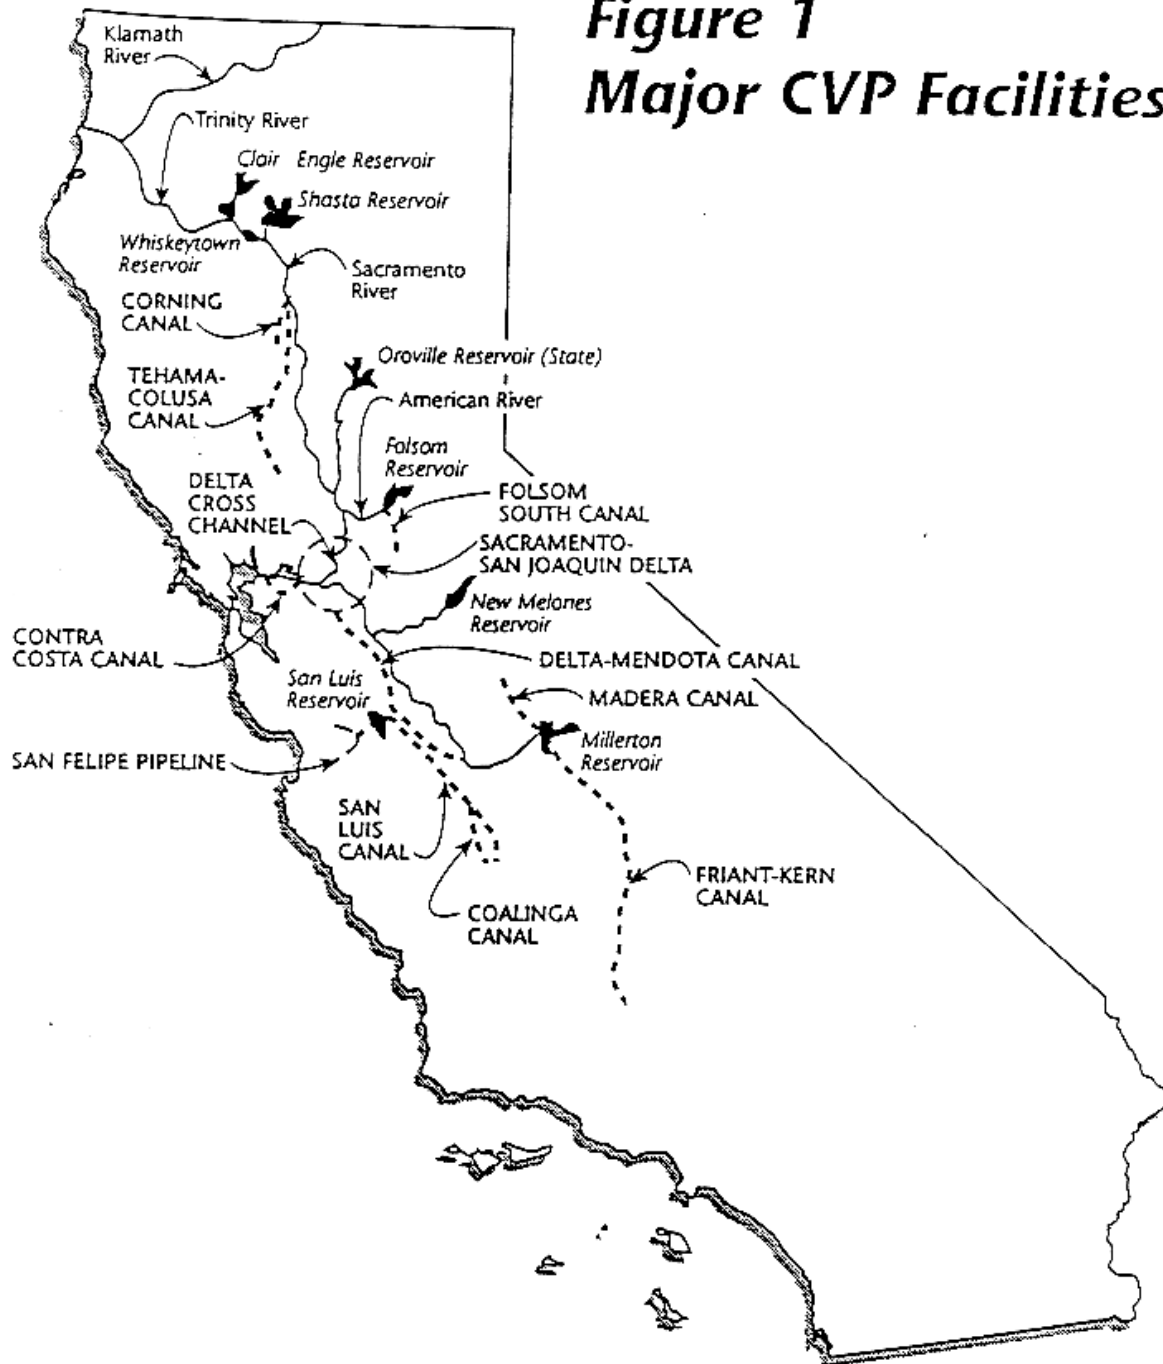 Figure 1
Major CVP Facilities
Klamath
River
Trinity River
Clair Engle Reservoir
Shasta Reservoir
Whiskeytown
Reservoir
Sacramento
River
CORNING
CANAL
Oroville Reservoir (State)
TEHAMA-
COLUSA
CANAL
American River
Folsom
Reservoir
DELTA
CROSS
CHANNEL
FOLSOM
SOUTH CANAL
SACRAMENTO-
SAN JOAQUIN DELTA
New Melones
Reservoir
CONTRA
COSTA CANAL
DELTA-MENDOTA CANAL
San Luis
Reservoir
MADERA CANAL
Millerton
Reservoir
SAN FELIPE PIPELINE
SAN
LUIS
CANAL
FRIANT-KERN
CANAL
COALINGA
CANAL